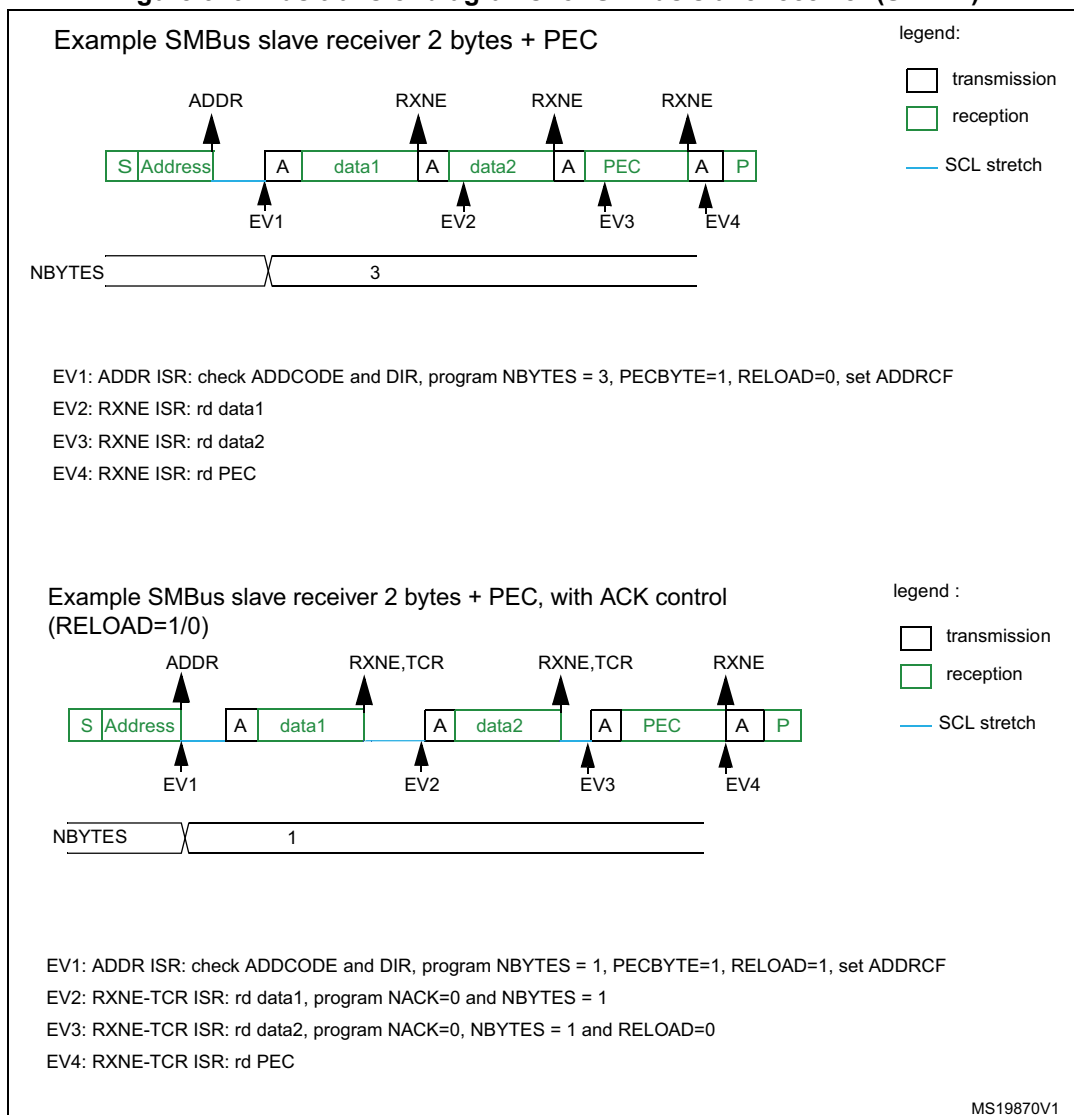 Example SMBus slave receiver 2 bytes + PEC
legend:
transmission
reception
SCL stretch
ADDR RXNE RXNE RXNE
S Address A data1 A data2 A PEC A P
EV1 EV2 EV3 EV4
NBYTES 3
EV1: ADDR ISR: check ADDCODE and DIR, program NBYTES = 3, PECBYTE=1, RELOAD=0, set ADDRCF
EV2: RXNE ISR: rd data1
EV3: RXNE ISR: rd data2
EV4: RXNE ISR: rd PEC
Example SMBus slave receiver 2 bytes + PEC, with ACK control
(RELOAD=1/0)
legend :
transmission
reception
SCL stretch
ADDR RXNE,TCR RXNE,TCR RXNE
S Address A data1 A data2 A PEC A P
EV1 EV2 EV3 EV4
NBYTES 1
EV1: ADDR ISR: check ADDCODE and DIR, program NBYTES = 1, PECBYTE=1, RELOAD=1, set ADDRCF
EV2: RXNE-TCR ISR: rd data1, program NACK=0 and NBYTES = 1
EV3: RXNE-TCR ISR: rd data2, program NACK=0, NBYTES = 1 and RELOAD=0
EV4: RXNE-TCR ISR: rd PEC
MS19870V1